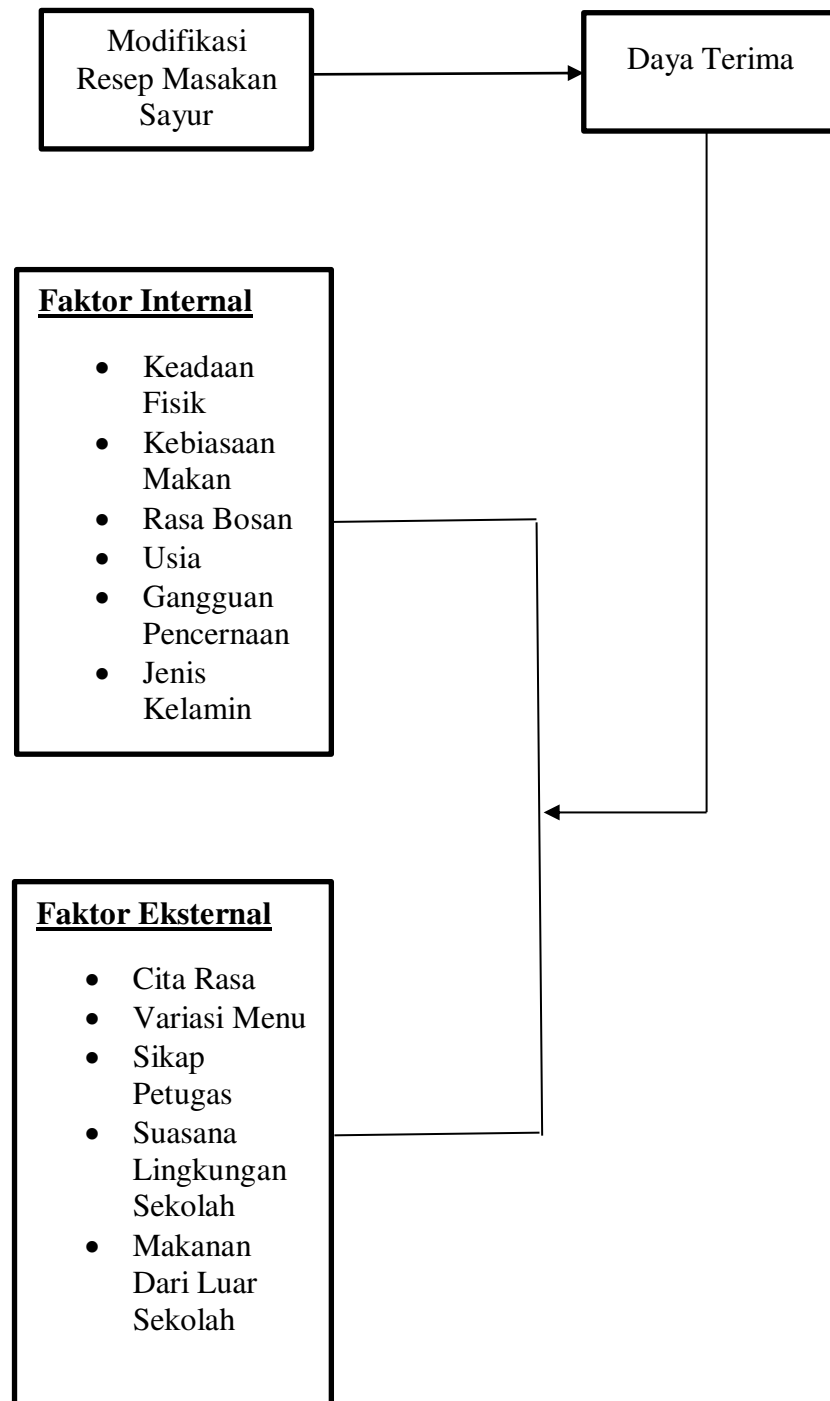 Modifikasi
Resep Masakan
Sayur
Daya Terima
Faktor Internal
• Keadaan
Fisik
• Kebiasaan
Makan
• Rasa Bosan
• Usia
• Gangguan
Pencernaan
• Jenis
Kelamin
Faktor Eksternal
• Cita Rasa
• Variasi Menu
• Sikap
Petugas
• Suasana
Lingkungan
Sekolah
• Makanan
Dari Luar
Sekolah